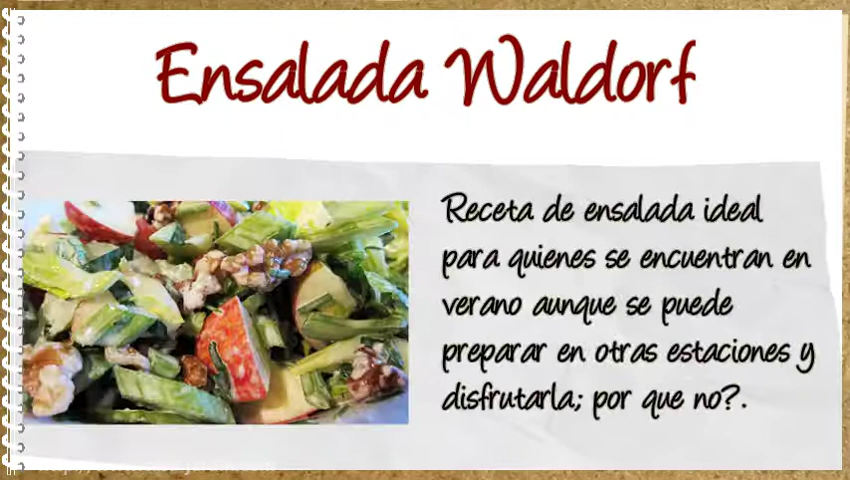 Ensalada Waldorf
Receta de ensalada ideal
para quienes se encuentran en
verano aunque se puede
preparar en otras estaciones y
disfrutarla; por que no?.